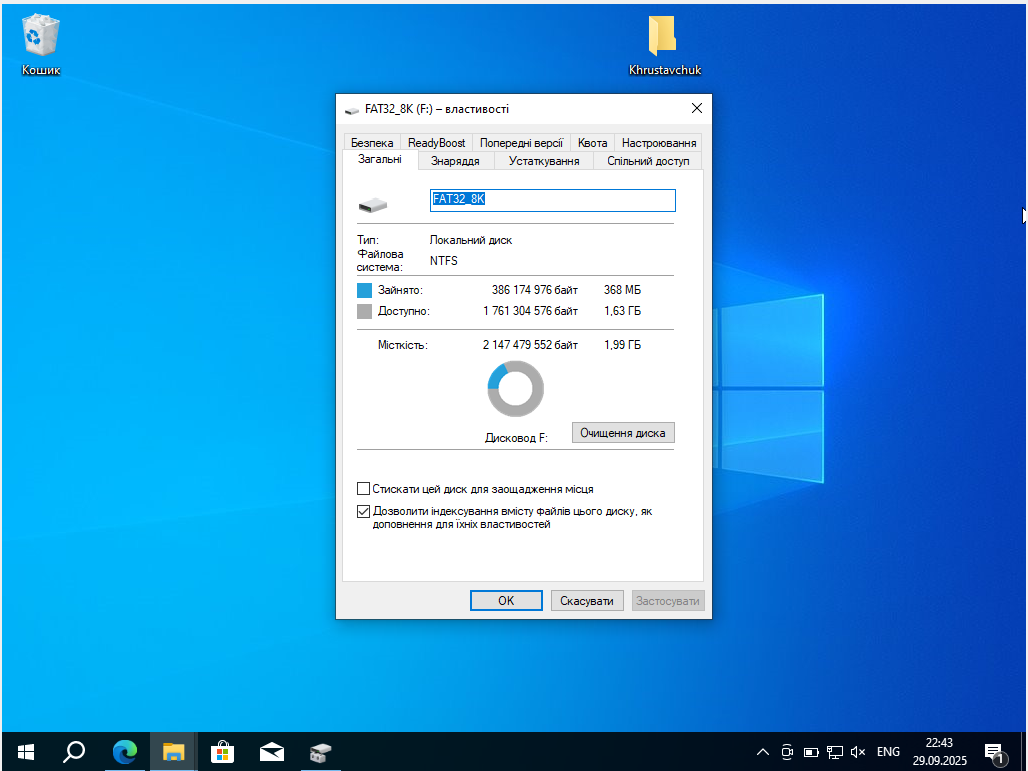 Кошик
Khrustavchuk
FAT32_8K (F:) – властивості
Безпека ReadyBoost Попередні версії Квота Настроювання
Загальні Знаряддя Устаткування Спільний доступ
FAT32_8K
Тип: Локальний диск
Файлова система: NTFS
Зайнято: 386 174 976 байт 368 МБ
Доступно: 1 761 304 576 байт 1,63 ГБ
Місткість: 2 147 479 552 байт 1,99 ГБ
Дисковод F: Очищення диска
Стискати цей диск для заощадження місця
Дозволити індексування вмісту файлів цього диску, як
доповнення для їхніх властивостей
OK Скасувати Застосувати
ENG
22:43
29.09.2025
1